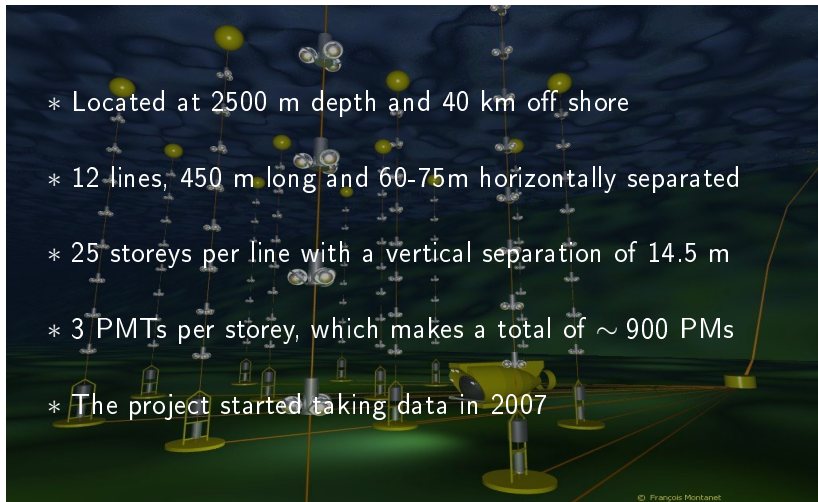 * Located at 2500 m depth and 40 km off shore
* 12 lines, 450 m long and 60-75m horizontally separated
* 25 storeys per line with a vertical separation of 14.5 m
* 3 PMTs per storey, which makes a total of ∼ 900 PMs
* The project started taking data in 2007
© François Montanet